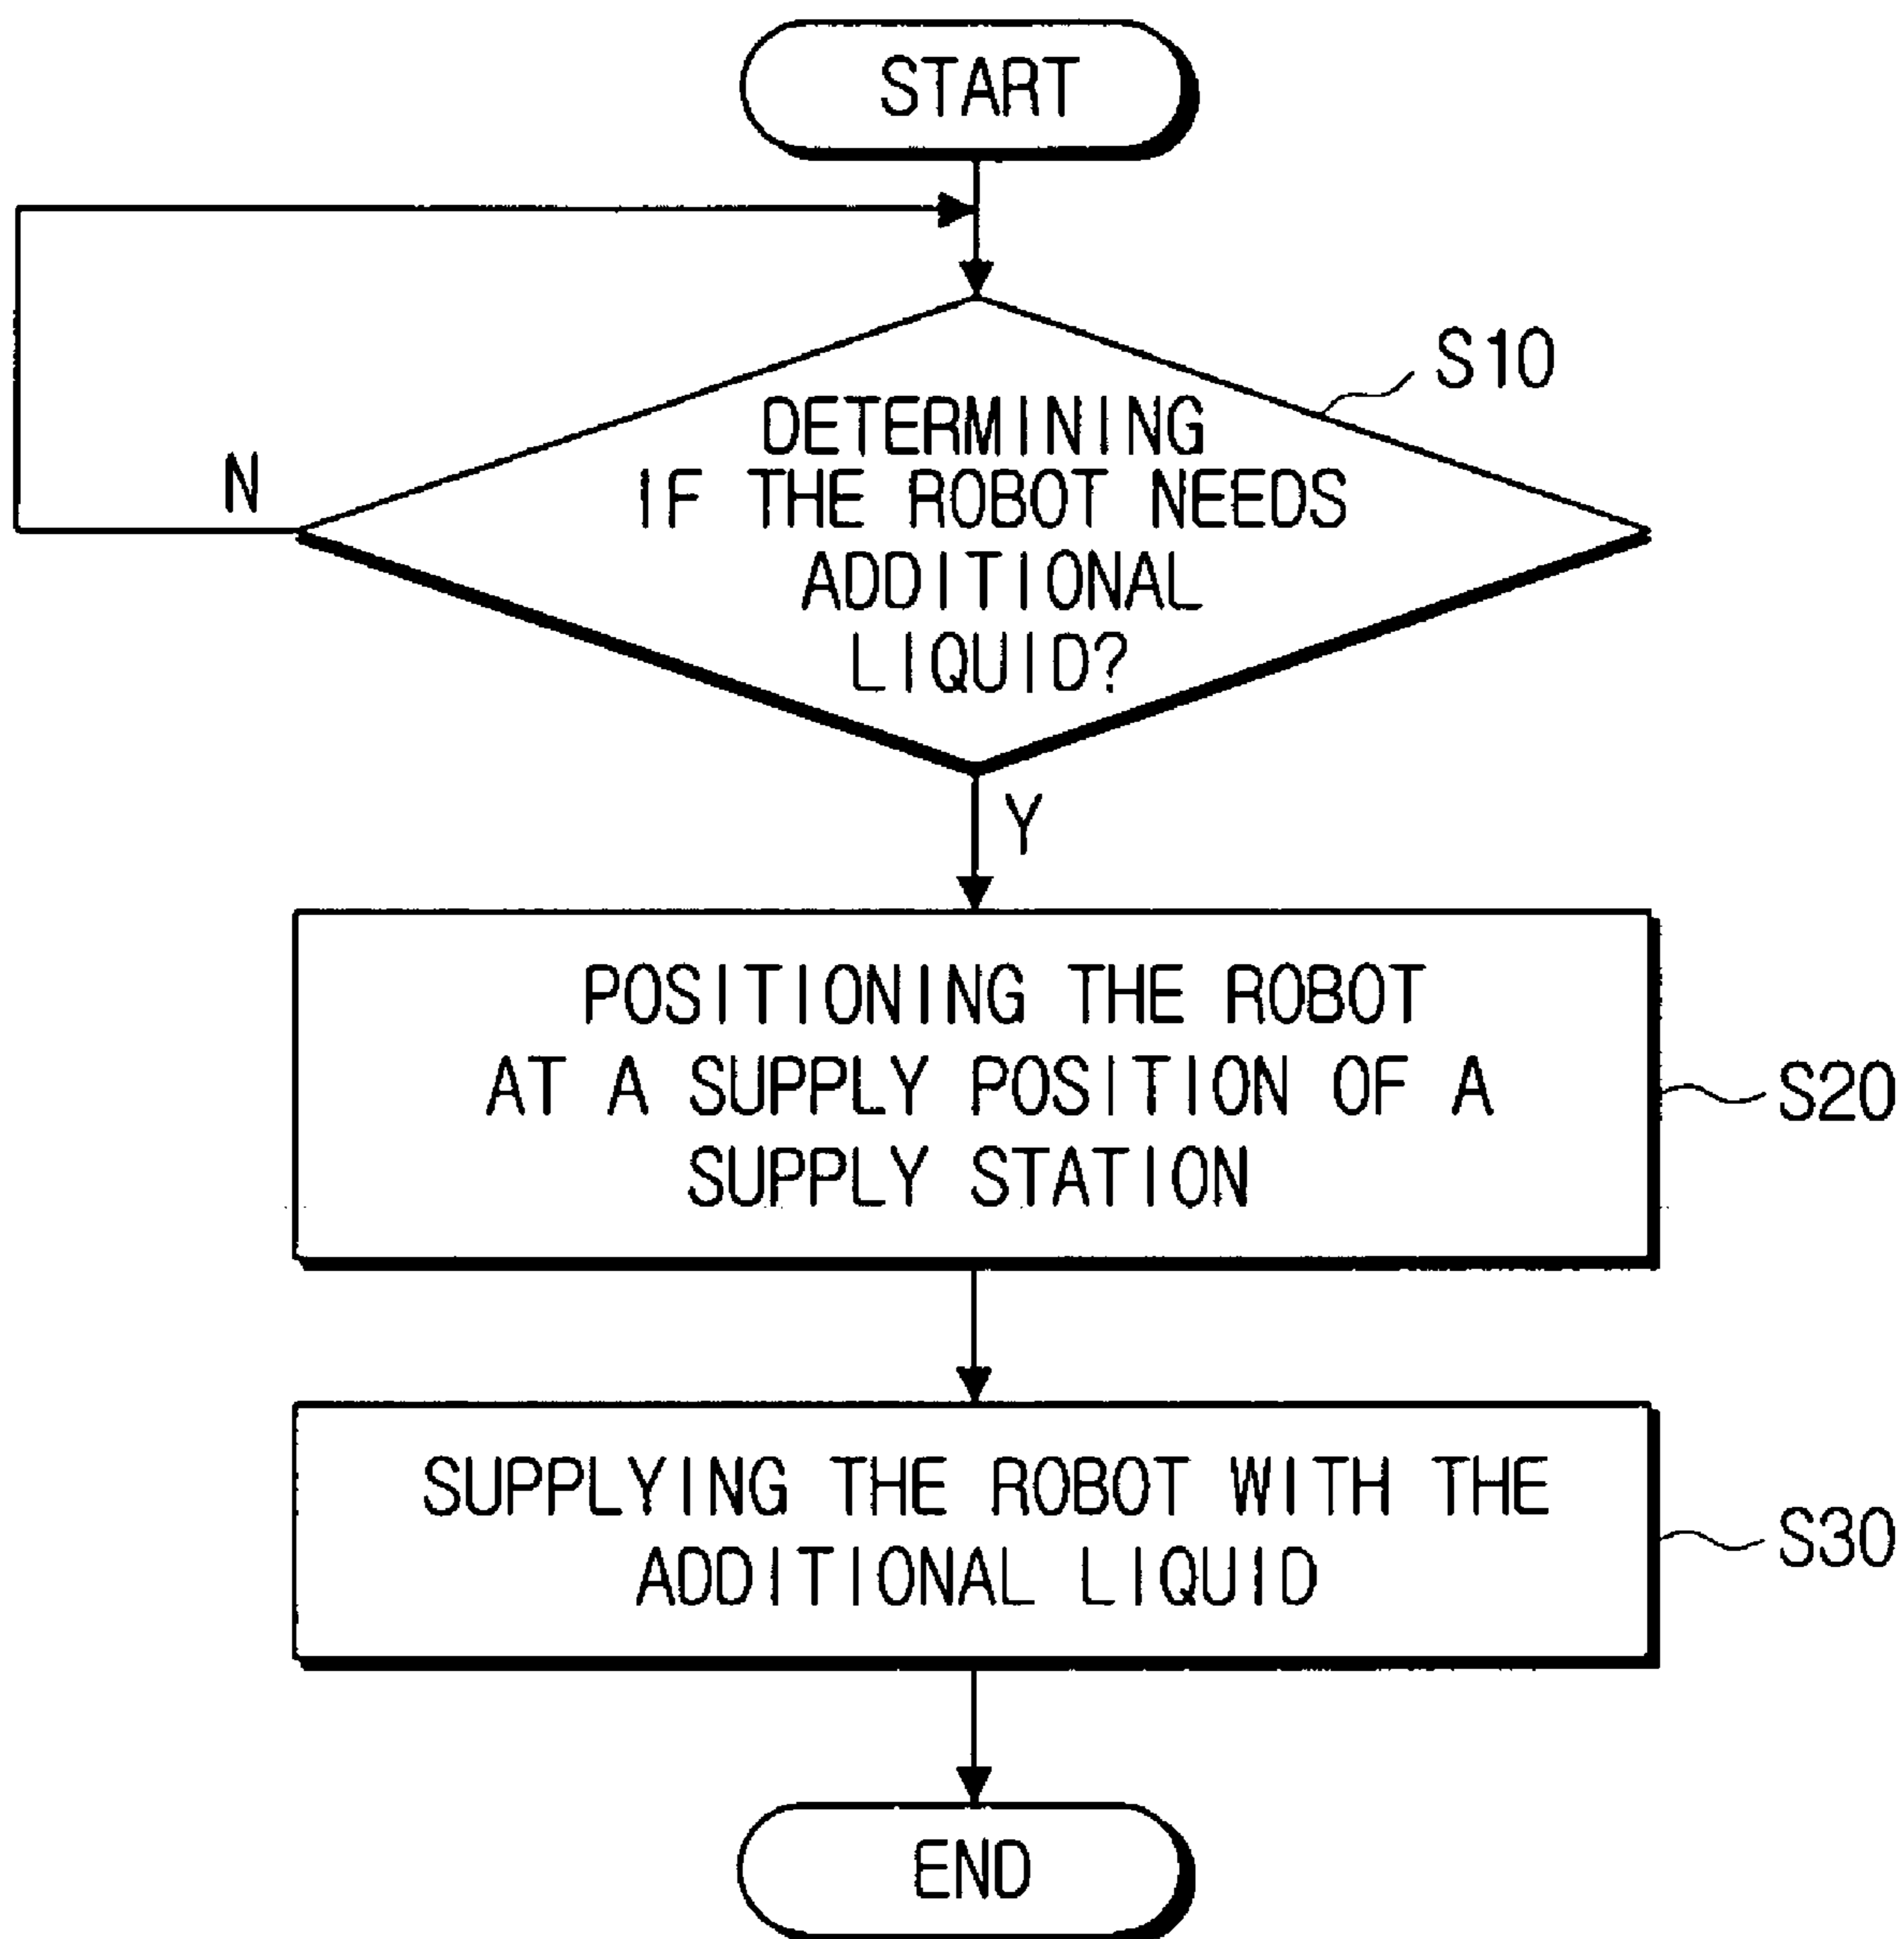 START
S10
DETERMINING
IF THE ROBOT NEEDS
ADDITIONAL
LIQUID?
N
Y
POSITIONING THE ROBOT
AT A SUPPLY POSITION OF A
SUPPLY STATION
S20
SUPPLYING THE ROBOT WITH THE
ADDITIONAL LIQUID
S30
END